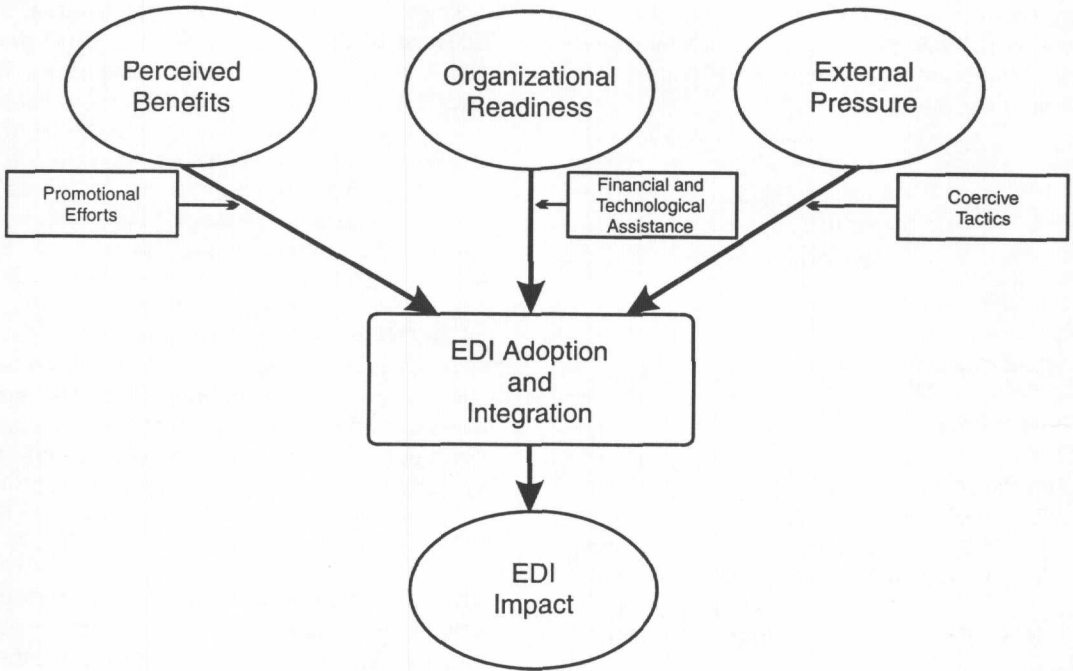 Perceived
Benefits
Organizational
Readiness
External
Pressure
Promotional
Efforts
Financial and
Technological
Assistance
Coercive
Tactics
EDI Adoption
and
Integration
EDI
Impact